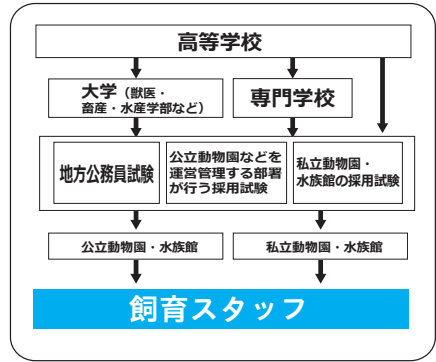 高等学校
大学（獣医・
畜産・水産学部など）
専門学校
地方公務員試験
公立動物園などを
運営管理する部署
が行う採用試験
私立動物園・
水族館の採用試験
公立動物園・水族館
私立動物園・水族館
飼育スタッフ